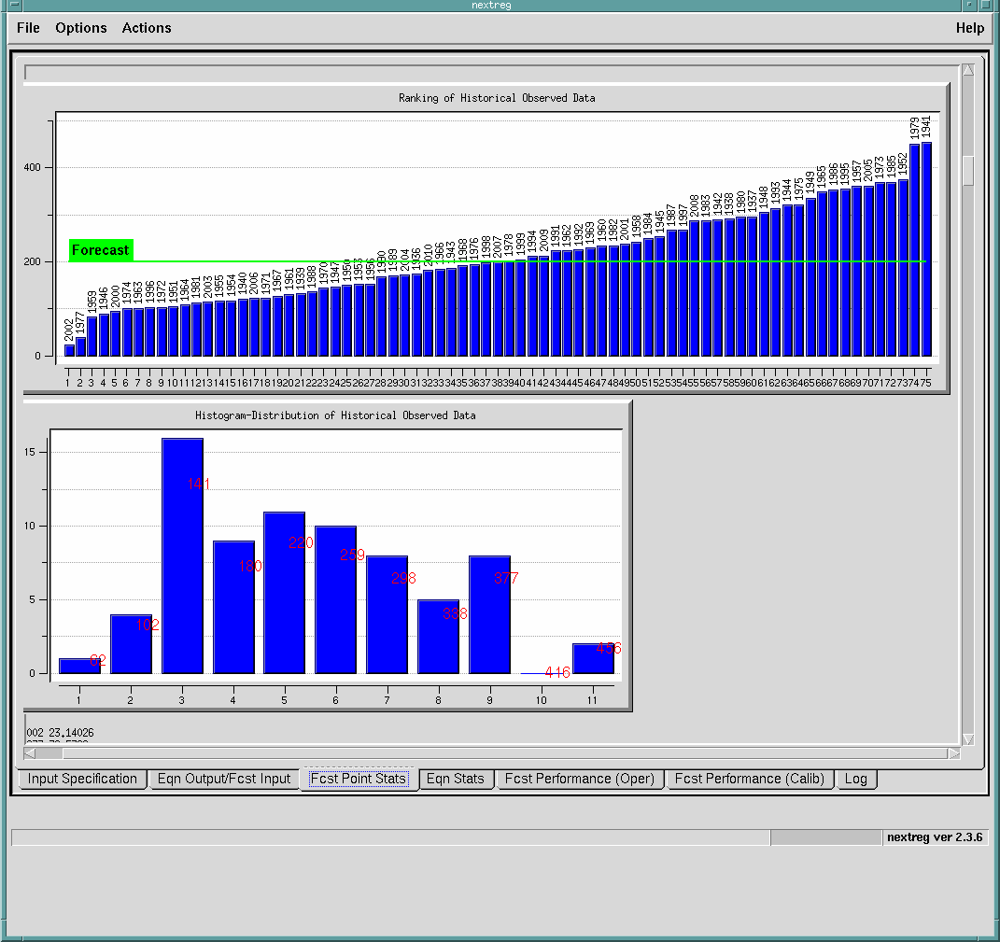 nextreg
File Options Actions Help
Ranking of Historical Observed Data
400
200
0
Forecast
2002 1977 1959 1946 2000 1974 1963 1996 1972 1951 1964 1981 2003 1955 1954 1940 2006 1971 1967 1961 1939 1988 1970 1947 1950 1953 1956 1990 1989 2004 1936 2010 1966 1943 1968 1976 1998 2007 1978 1999 1994 2009 1991 1962 1992 1969 1960 1982 2001 1958 1984 1945 1987 1997 2008 1983 1942 1938 1980 1937 1948 1993 1944 1975 1949 1965 1986 1995 1957 2005 1973 1985 1952 1979 1941
1 2 3 4 5 6 7 8 9 10 11 12 13 14 15 16 17 18 19 20 21 22 23 24 25 26 27 28 29 30 31 32 33 34 35 36 37 38 39 40 41 42 43 44 45 46 47 48 49 50 51 52 53 54 55 56 57 58 59 60 61 62 63 64 65 66 67 68 69 70 71 72 73 74 75
Histogram-Distribution of Historical Observed Data
15
10
5
0
62 102 141 180 220 259 298 338 377 416 456
1 2 3 4 5 6 7 8 9 10 11
002 23.14026
Input Specification Eqn Output/Fcst Input Fcst Point Stats Eqn Stats Fcst Performance (Oper) Fcst Performance (Calib) Log
nextreg ver 2.3.6